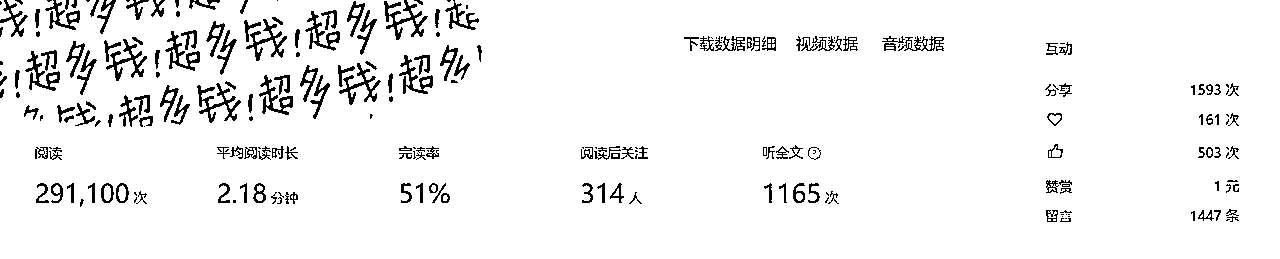 钱!超多钱!超多钱!超多钱!超
!超多钱!超多钱!超多钱!超多
钱!超多钱!超多钱!超多
下载数据明细 视频数据 音频数据
互动
分享 1593 次
161 次
503 次
赞赏 1 元
留言 1447 条
阅读 平均阅读时长 完读率 阅读后关注 听全文 ?
291,100 次 2.18 分钟 51% 314 人 1165 次